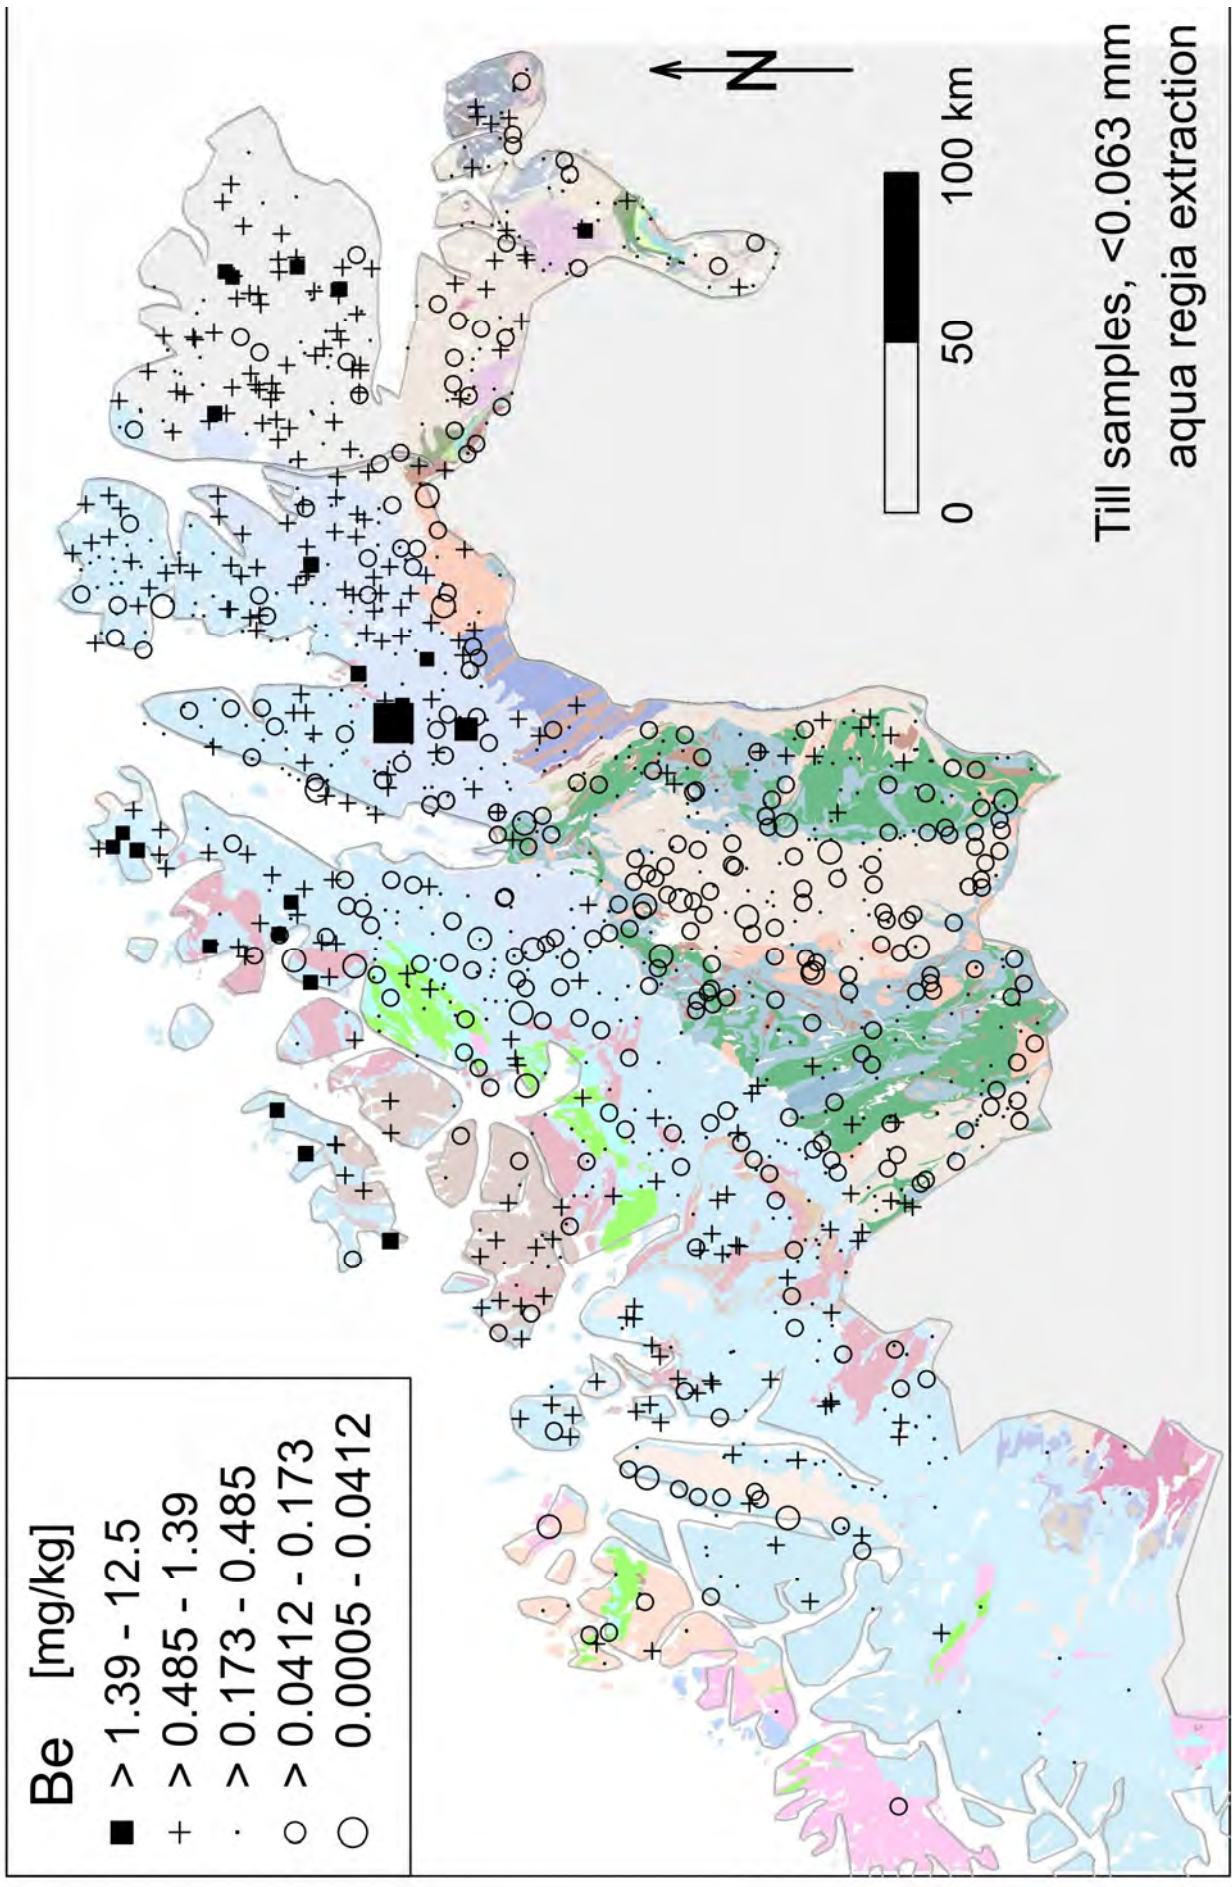 Be [mg/kg]
> 1.39 - 12.5
> 0.485 - 1.39
> 0.173 - 0.485
> 0.0412 - 0.173
0.0005 - 0.0412
N
0 50 100 km
Till samples, <0.063 mm
aqua regia extraction